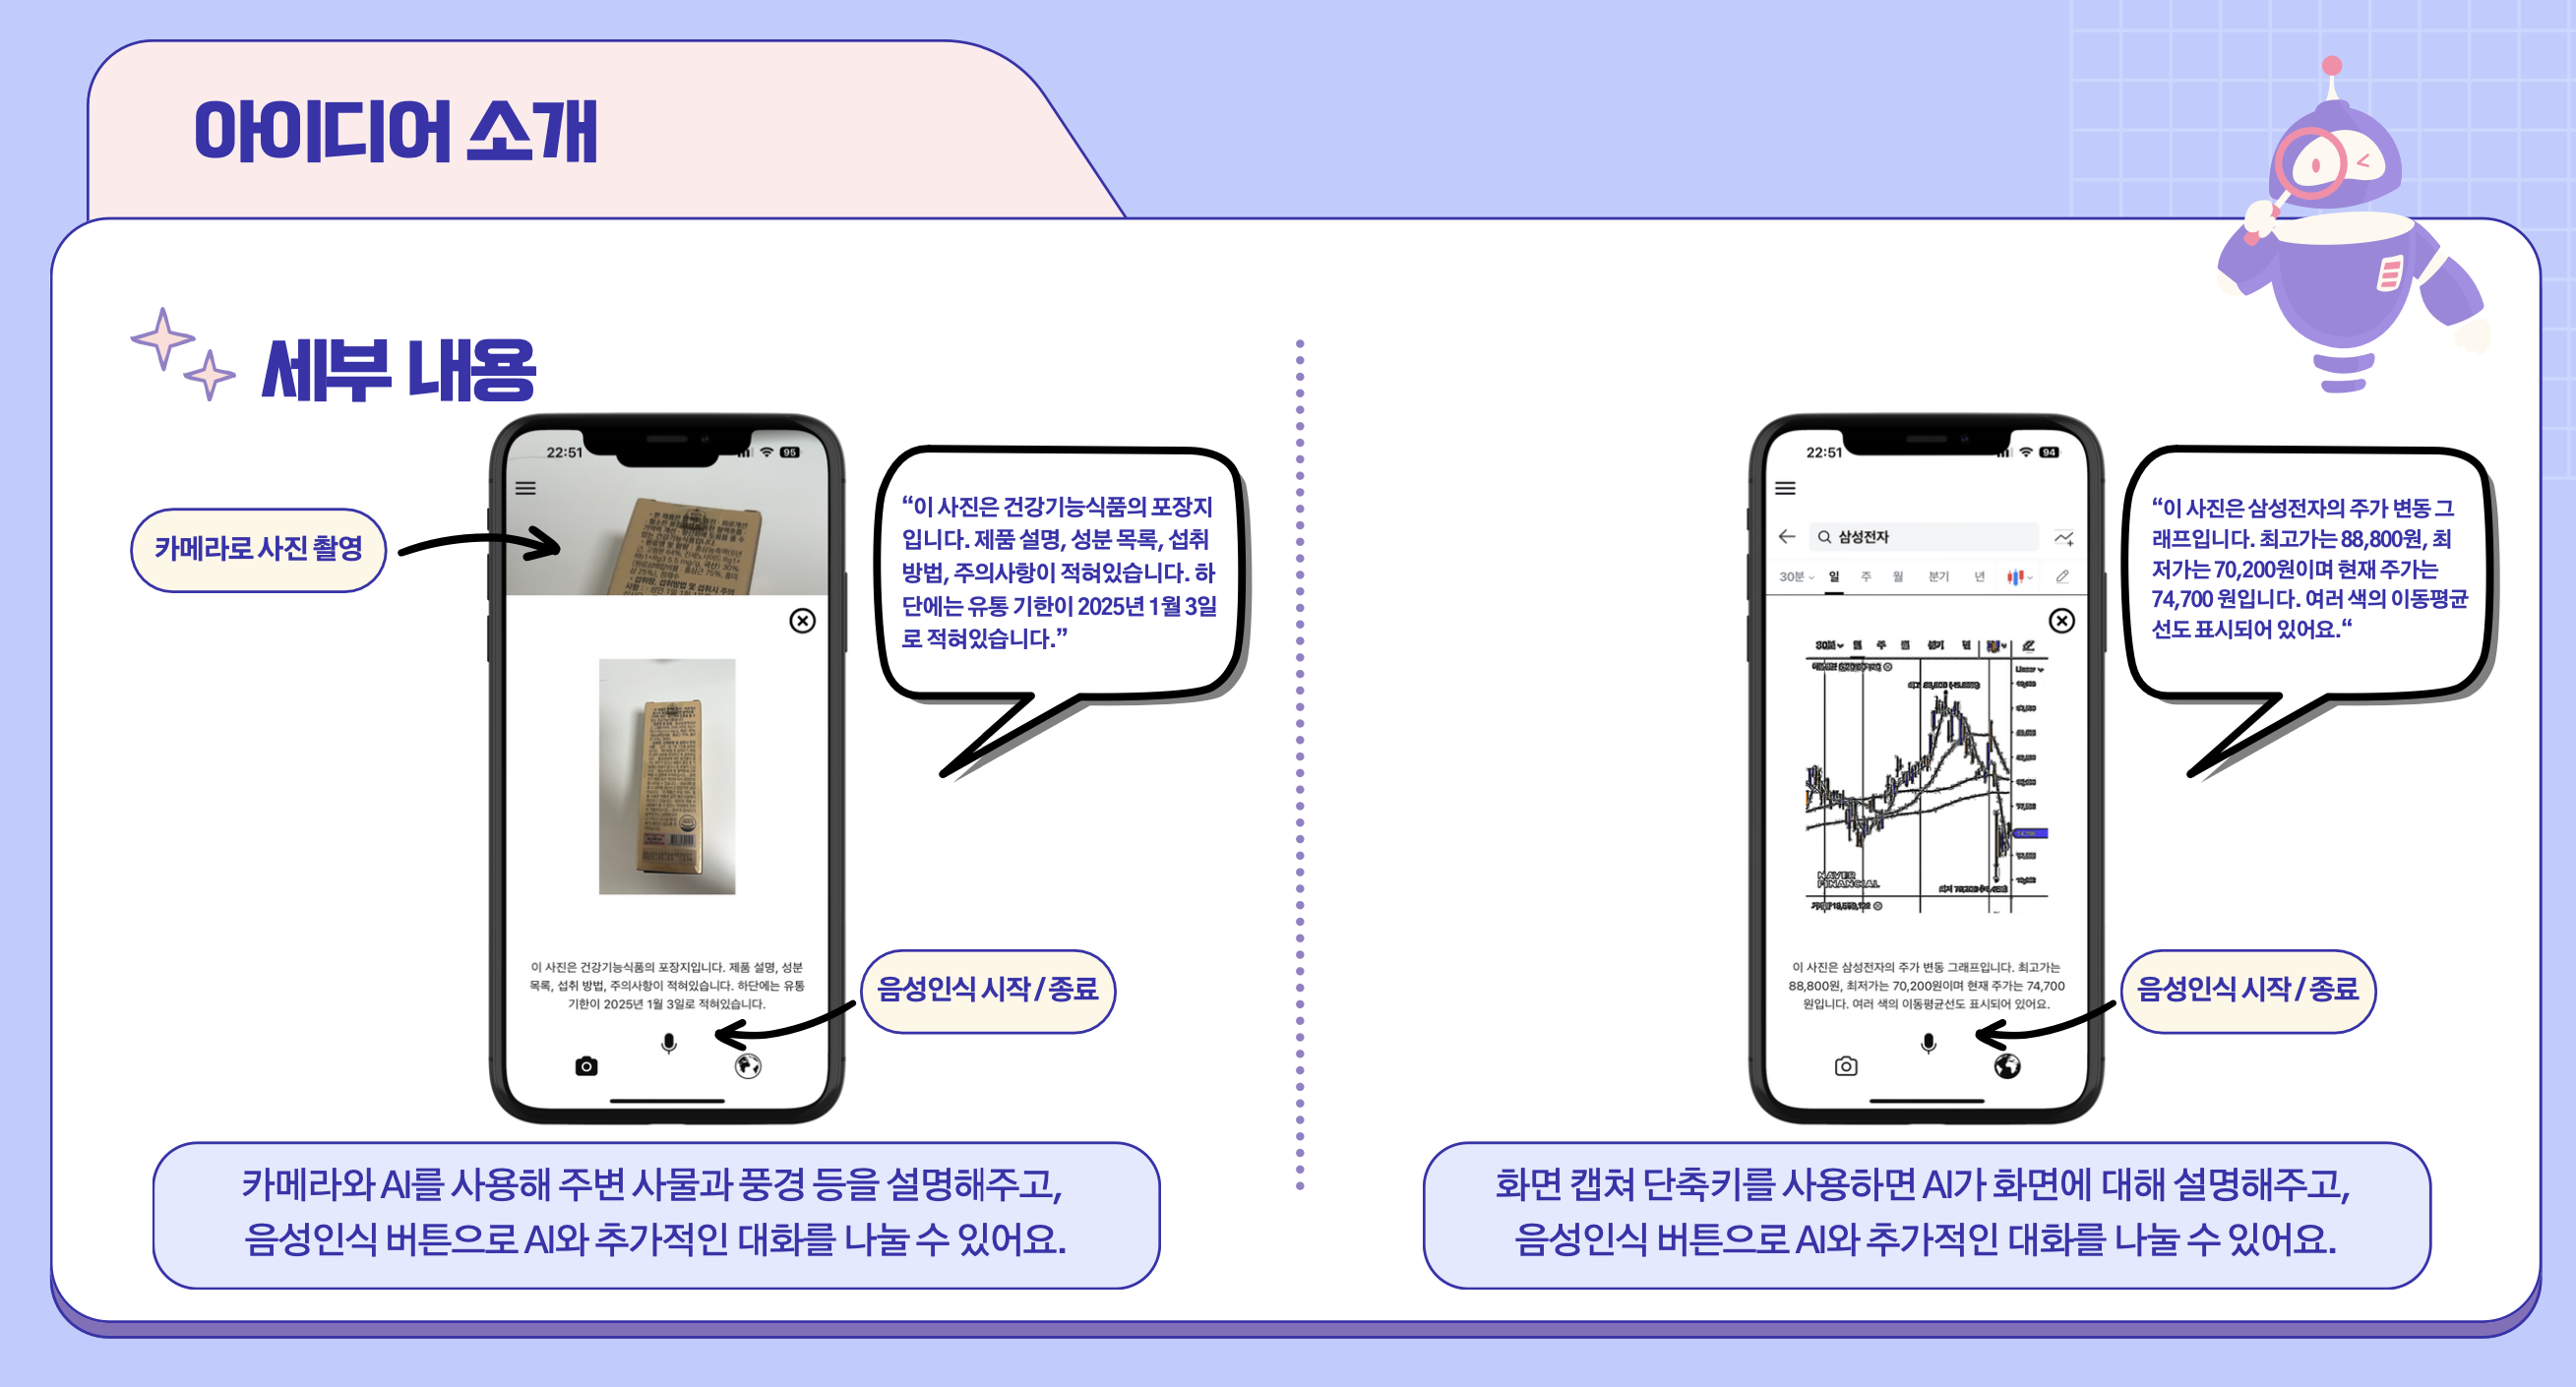 아이디어 소개
세부 내용
카메라로 사진 촬영
22:51
95
“이 사진은 건강기능식품의 포장지
입니다. 제품 설명, 성분 목록, 섭취
방법, 주의사항이 적혀있습니다. 하
단에는 유통 기한이 2025년 1월 3일
로 적혀있습니다.”
이 사진은 건강기능식품의 포장지입니다. 제품 설명, 성분
목록, 섭취 방법, 주의사항이 적혀있습니다. 하단에는 유통
기한이 2025년 1월 3일로 적혀있습니다.
음성인식 시작 / 종료
카메라와 AI를 사용해 주변 사물과 풍경 등을 설명해주고,
음성인식 버튼으로 AI와 추가적인 대화를 나눌 수 있어요.
22:51
94
삼성전자
30분 일 주 월 분기 년
“이 사진은 삼성전자의 주가 변동 그
래프입니다. 최고가는 88,800원, 최
저가는 70,200원이며 현재 주가는
74,700 원입니다. 여러 색의 이동평균
선도 표시되어 있어요.“
30분 일 주 월 분기 년
Linear
NAVER
FINANCIAL
이 사진은 삼성전자의 주가 변동 그래프입니다. 최고가는
88,800원, 최저가는 70,200원이며 현재 주가는 74,700
원입니다. 여러 색의 이동평균선도 표시되어 있어요.
음성인식 시작 / 종료
화면 캡쳐 단축키를 사용하면 AI가 화면에 대해 설명해주고,
음성인식 버튼으로 AI와 추가적인 대화를 나눌 수 있어요.